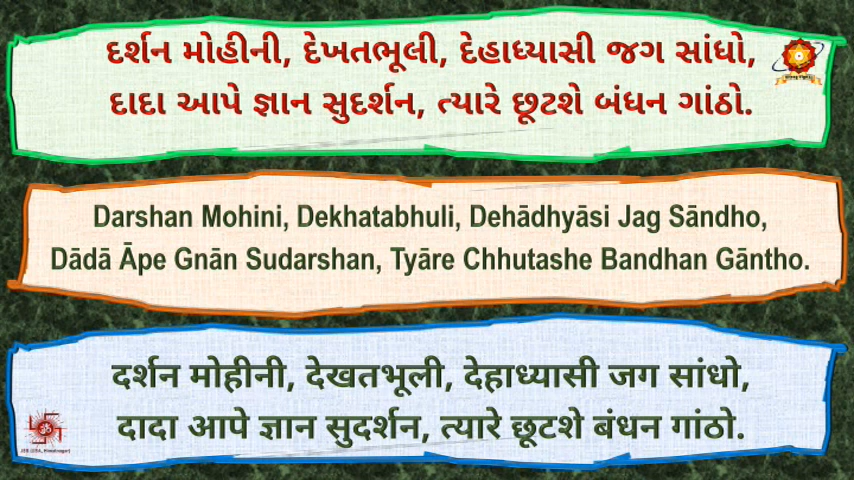 દર્શન મોહીની, દેખતભૂલી, દેહાધ્યાસી જગ સાંધો,
દાદા આપે જ્ઞાન સુદર્શન, ત્યારે છૂટશે બંધન ગાંઠો.
Darshan Mohini, Dekhatabhuli, Dehādhyāsi Jag Sāndho,
Dādā Āpe Gnān Sudarshan, Tyāre Chhutashe Bandhan Gāntho.
दर्शन मोहीनी, देखतभूली, देहाध्यासी जग सांधो,
दादा आपे ज्ञान सुदर्शन, त्यारे छूटशे बंधन गांठो.